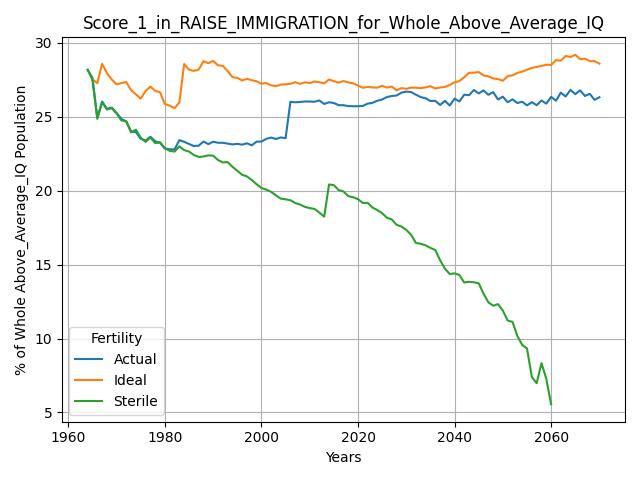 Score_1_in_RAISE_IMMIGRATION_for_Whole_Above_Average_IQ
% of Whole Above_Average_IQ Population
30
25
20
15
10
5
Fertility
Actual
Ideal
Sterile
1960 1980 2000 2020 2040 2060
Years